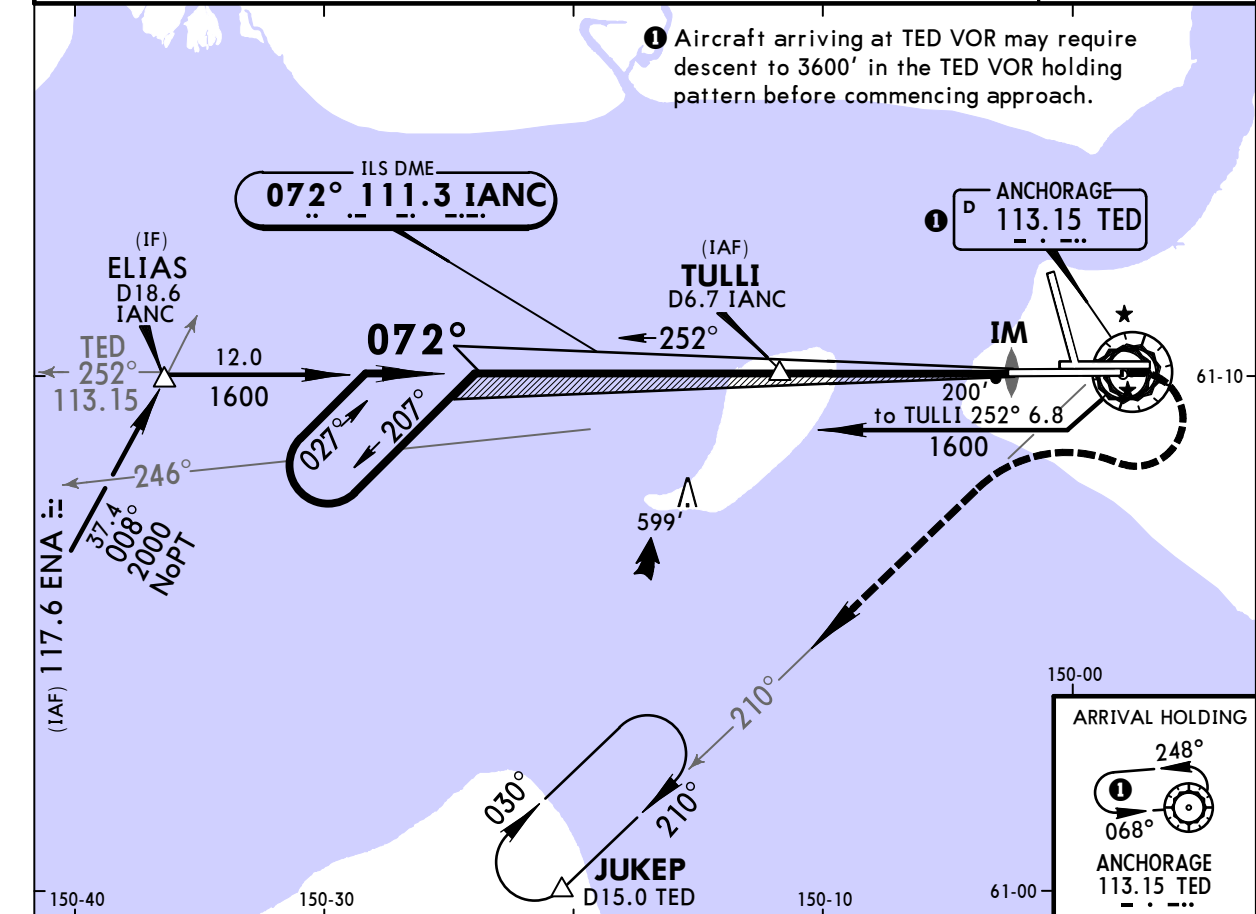 ❶ Aircraft arriving at TED VOR may require
descent to 3600' in the TED VOR holding
pattern before commencing approach.
ILS DME
072° 111.3 IANC
ANCHORAGE
D
113.15 TED
❶
(IF)
ELIAS
D18.6
IANC
(IAF)
TULLI
D6.7 IANC
TED
252°
113.15
12.0
1600
072°
252°
IM
200'
61-10
to TULLI 252° 6.8
1600
027°
207°
246°
37.4
008°
2000
NoPT
(IAF) 117.6 ENA
599'
210°
150-00
ARRIVAL HOLDING
248°
❶
068°
ANCHORAGE
113.15 TED
030°
210°
JUKEP
D15.0 TED
150-40
150-30
150-10
61-00